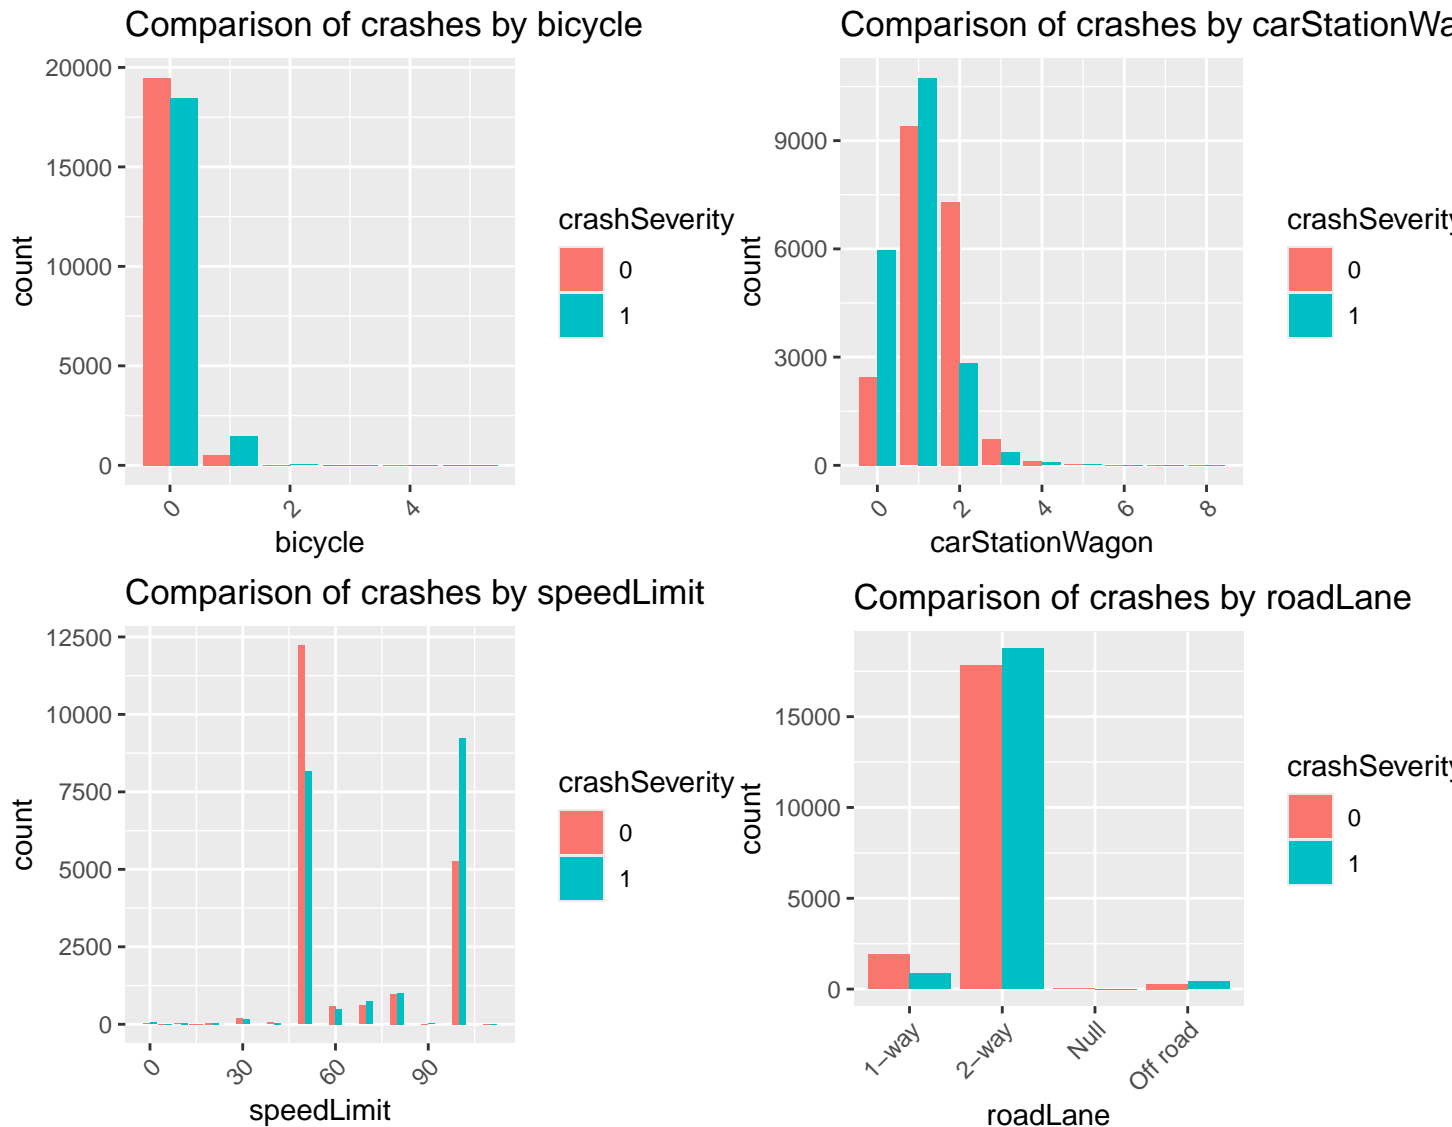 Comparison of crashes by bicycle
20000
15000
10000
5000
0
count
0
2
4
bicycle
crashSeverity
0
1
Comparison of crashes by carStationWa
9000
6000
3000
0
count
0
2
4
6
8
carStationWagon
crashSeverity
0
1
Comparison of crashes by speedLimit
12500
10000
7500
5000
2500
0
count
0
30
60
90
speedLimit
crashSeverity
0
1
Comparison of crashes by roadLane
15000
10000
5000
0
count
1−way
2−way
Null
Off road
roadLane
crashSeverity
0
1